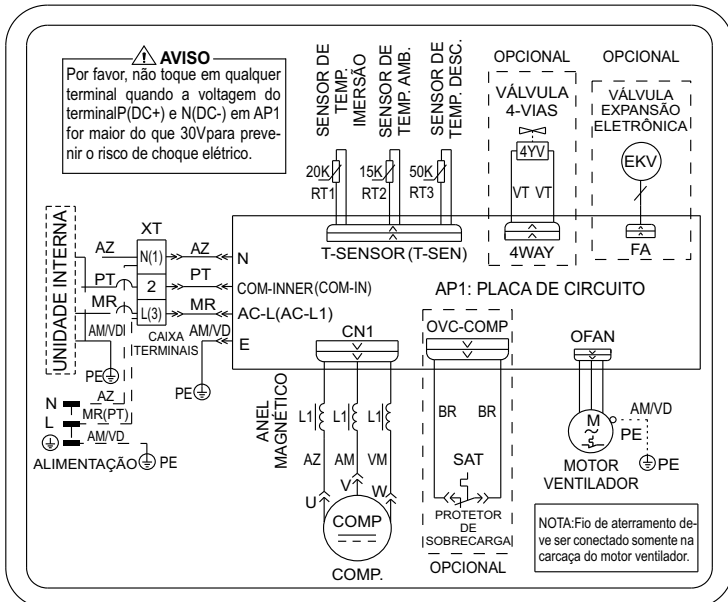 AVISO
Por favor, não toque em qualquer
terminal quando a voltagem do
terminalP(DC+) e N(DC-) em AP1
for maior do que 30Vpara preve-
nir o risco de choque elétrico.
SENSOR DE
TEMP.
IMERSÃO
SENSOR DE
TEMP. AMB.
SENSOR DE
TEMP. DESC.
OPCIONAL
OPCIONAL
VÁLVULA
4-VIAS
VÁLVULA
EXPANSÃO
ELETRÔNICA
4YV
EKV
20K
15K
50K
RT1
RT2
RT3
VT
VT
UNIDADE INTERNA
XT
AZ
N(1)
AZ
N
T-SENSOR (T-SEN)
4WAY
FA
PT
2
PT
COM-INNER(COM-IN)
AP1: PLACA DE CIRCUITO
MR
L(3)
MR
AC-L(AC-L1)
AM/VD
CAIXA
TERMINAIS
AM/VD
E
CN1
OVC-COMP
OFAN
PE
PE
N
AZ
L
MR(PT)
AM/VD
ALIMENTAÇÃO
PE
ANEL
MAGNÉTICO
L1
L1
L1
BR
BR
M
AM/VD
PE
PE
AZ
AM
VM
SAT
MOTOR
VENTILADOR
U
V
W
PROTETOR
DE
SOBRECARGA
COMP
COMP.
OPCIONAL
NOTA:Fio de aterramento de-
ve ser conectado somente na
carcaça do motor ventilador.